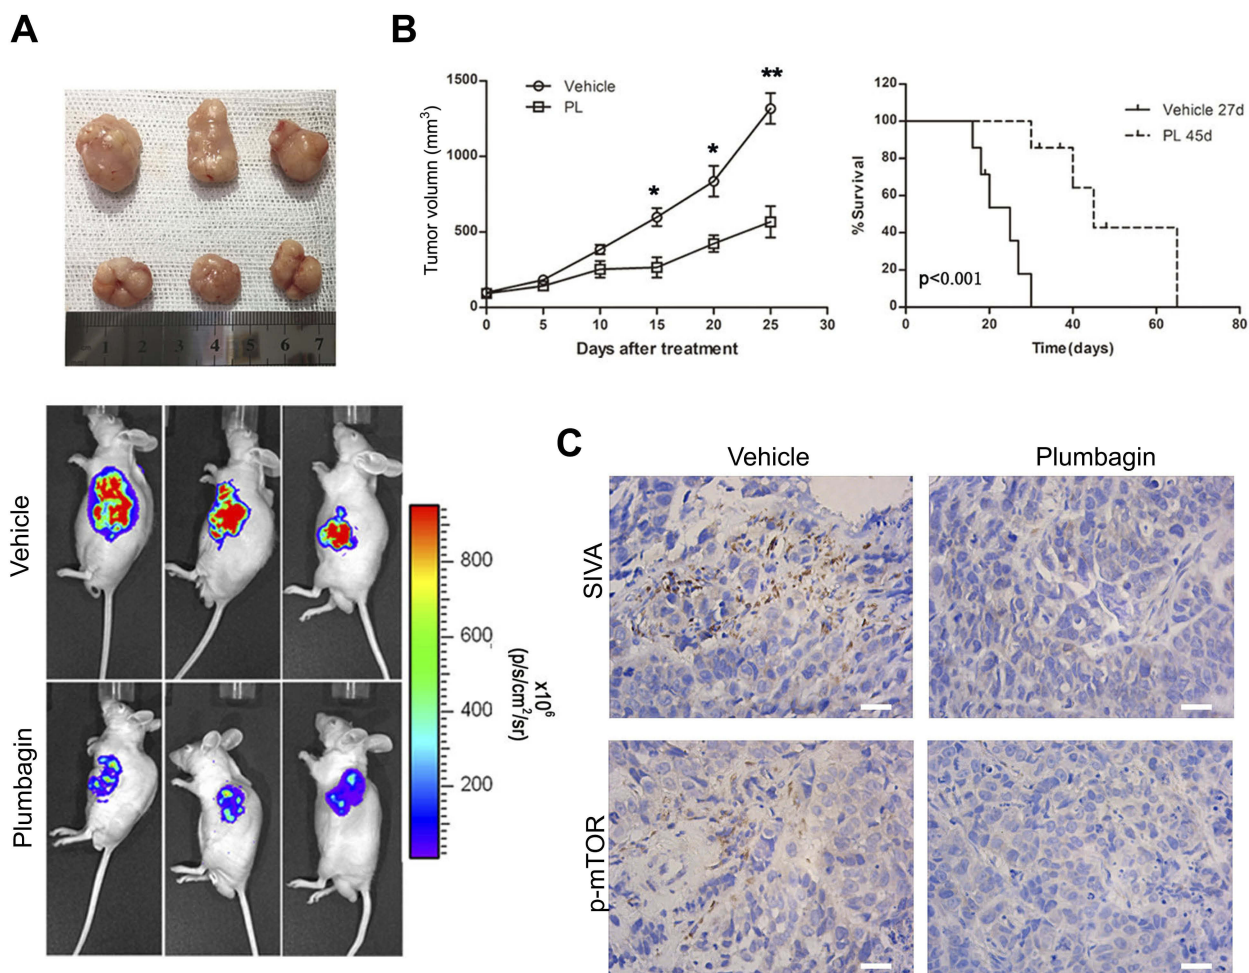 A
B
1500
1000
500
0
Tumor volumn (mm³)
Vehicle
PL
*
*
**
0 5 10 15 20 25 30
Days after treatment
120
100
80
60
40
20
0
%Survival
Vehicle 27d
PL 45d
p<0.001
0 20 40 60 80
Time(days)
1 2 3 4 5 6 7
Vehicle
Plumbagin
800
600
400
200
x10⁶
(p/s/cm²/sr)
C
Vehicle Plumbagin
SIVA
p-mTOR